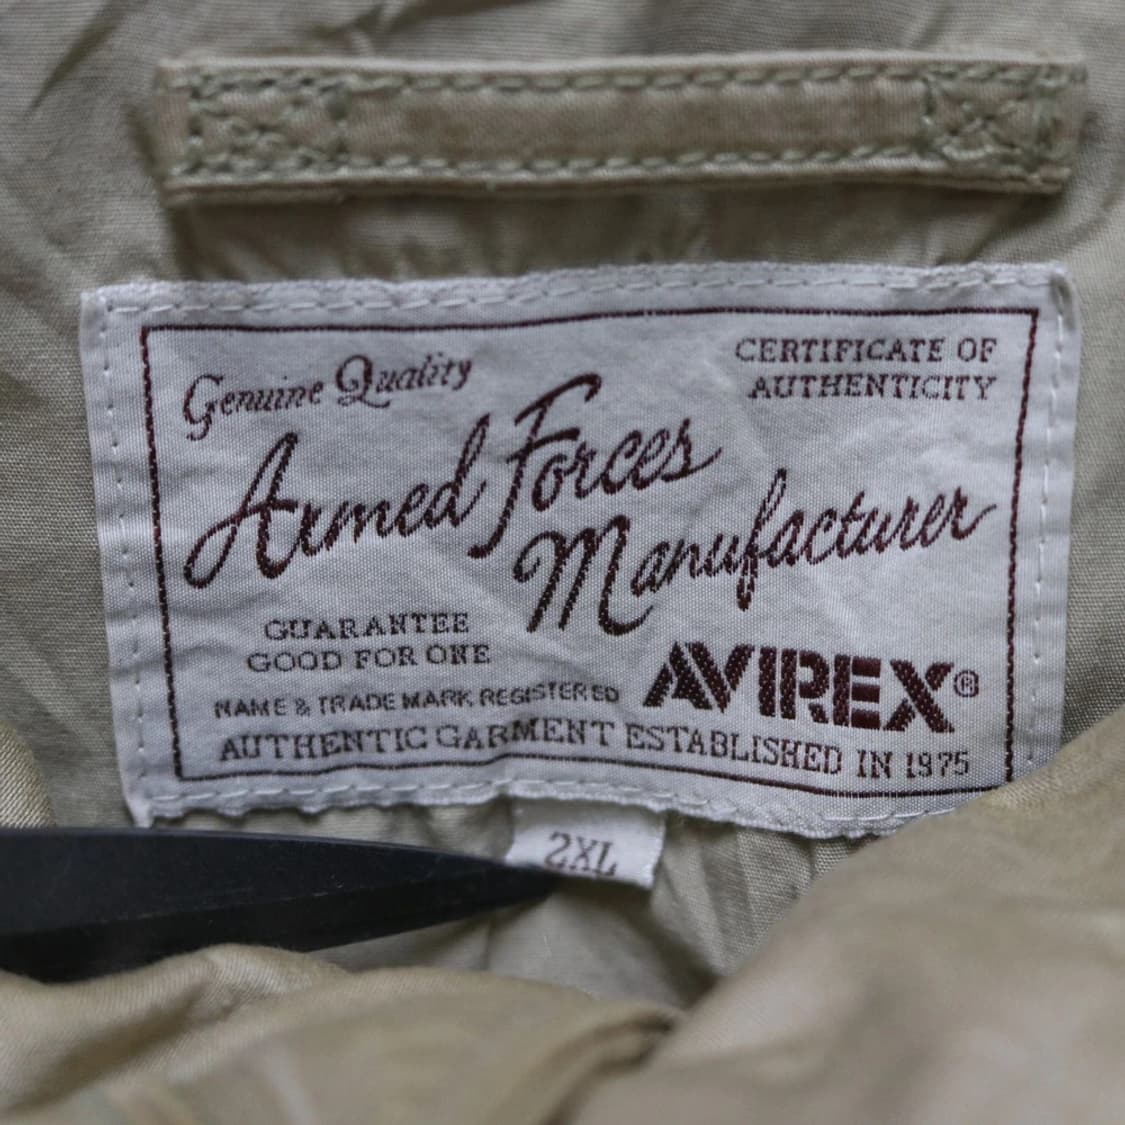 Genuine Quality
CERTIFICATE OF
AUTHENTICITY
Armed Forces
Manufacturer
GUARANTEE
GOOD FOR ONE
NAME & TRADE MARK REGISTERED
AVIREX®
AUTHENTIC GARMENT ESTABLISHED IN 1975
2XL